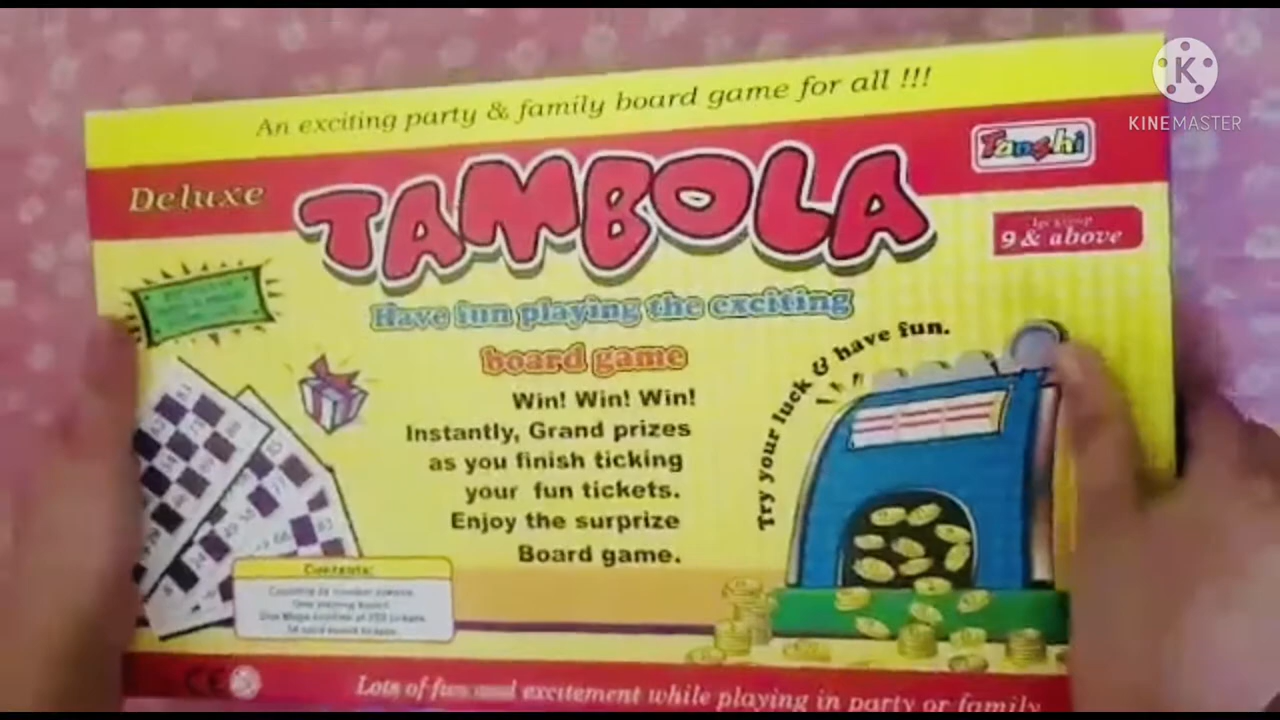 K
KINEMASTER
An exciting party & family board game for all !!!
Deluxe
TAMBOLA
Tanshi
9 & above
Have fun playing the exciting
board game
Win! Win! Win!
Instantly, Grand prizes
as you finish ticking
your fun tickets.
Enjoy the surprize
Board game.
Try your luck & have fun.
Contents:
CE
Lots of fun and excitement while playing in party or family